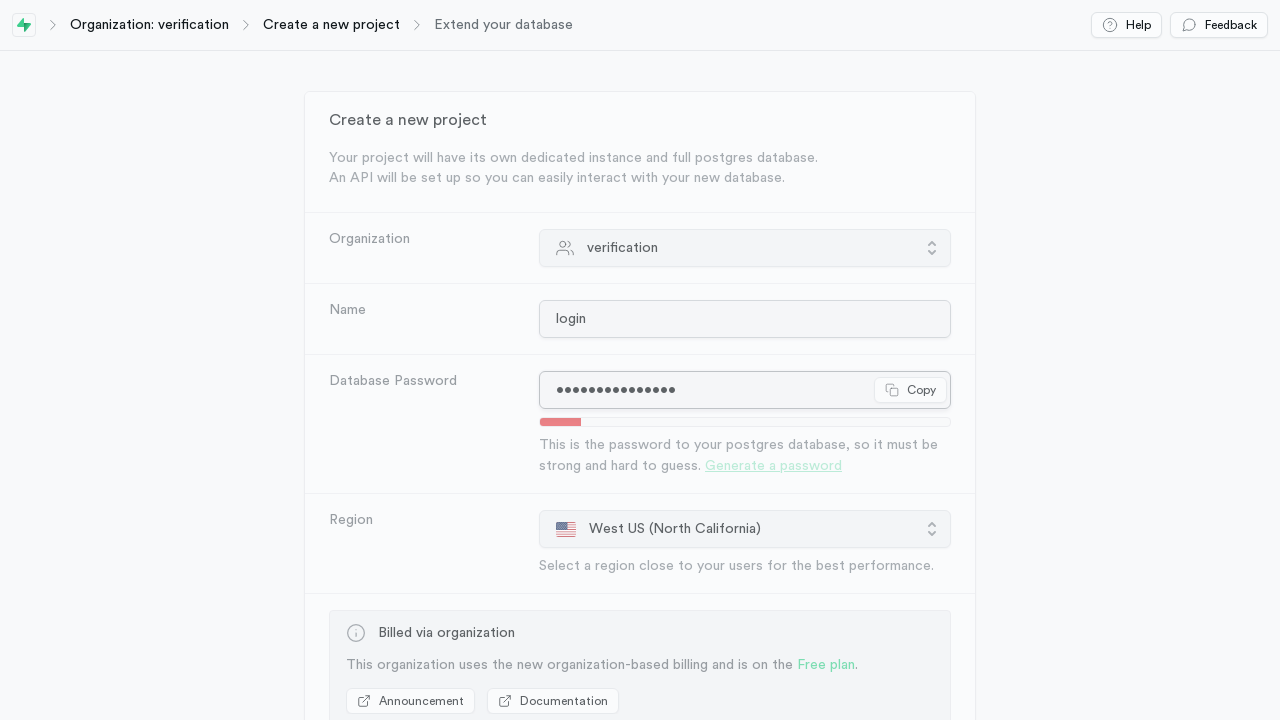 Organization: verification
Create a new project
Extend your database
Help
Feedback
Create a new project
Your project will have its own dedicated instance and full postgres database.
An API will be set up so you can easily interact with your new database.
Organization
verification
Name
login
Database Password
•••••••••••••••
Copy
This is the password to your postgres database, so it must be
strong and hard to guess. Generate a password
Region
West US (North California)
Select a region close to your users for the best performance.
Billed via organization
This organization uses the new organization-based billing and is on the Free plan.
Announcement
Documentation